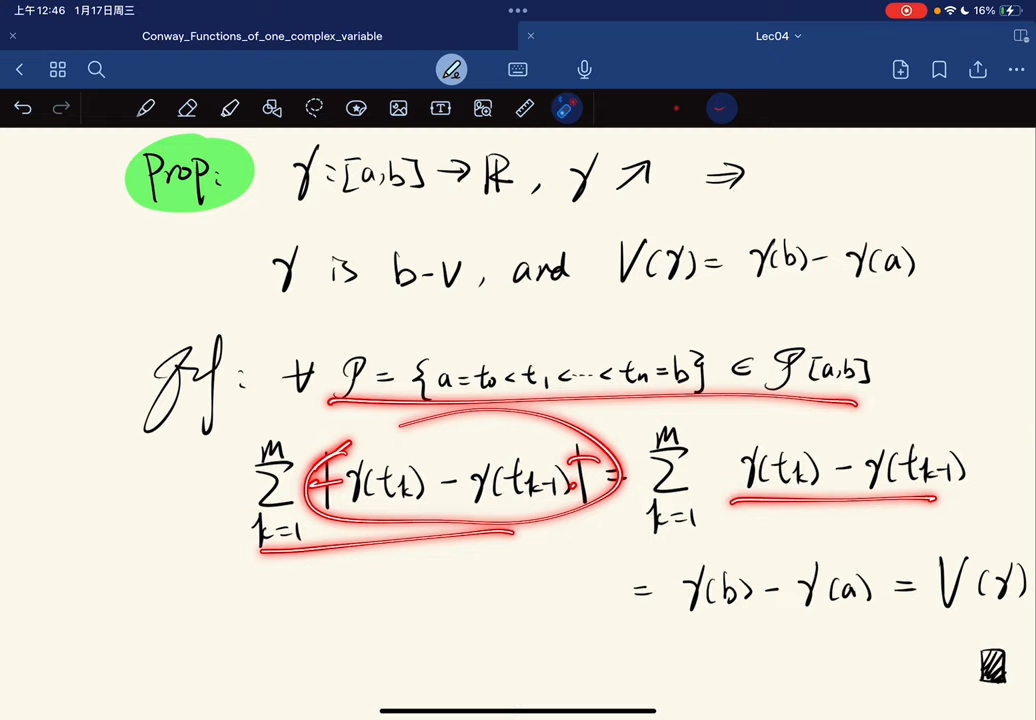 上午12:46 1月17日周三
16%
Conway_Functions_of_one_complex_variable
Lec04
Prop: γ:[a,b]→ℝ, γ↗ ⇒
γ is b-v, and V(γ)= γ(b)-γ(a)
Pf: ∀ P={a=t₀<t₁<⋯<tₘ=b} ∈ 𝒫[a,b]
∑ₖ₌₁ᵐ |γ(tₖ)-γ(tₖ₋₁)| = ∑ₖ₌₁ᵐ γ(tₖ)-γ(tₖ₋₁)
= γ(b)-γ(a) = V(γ)